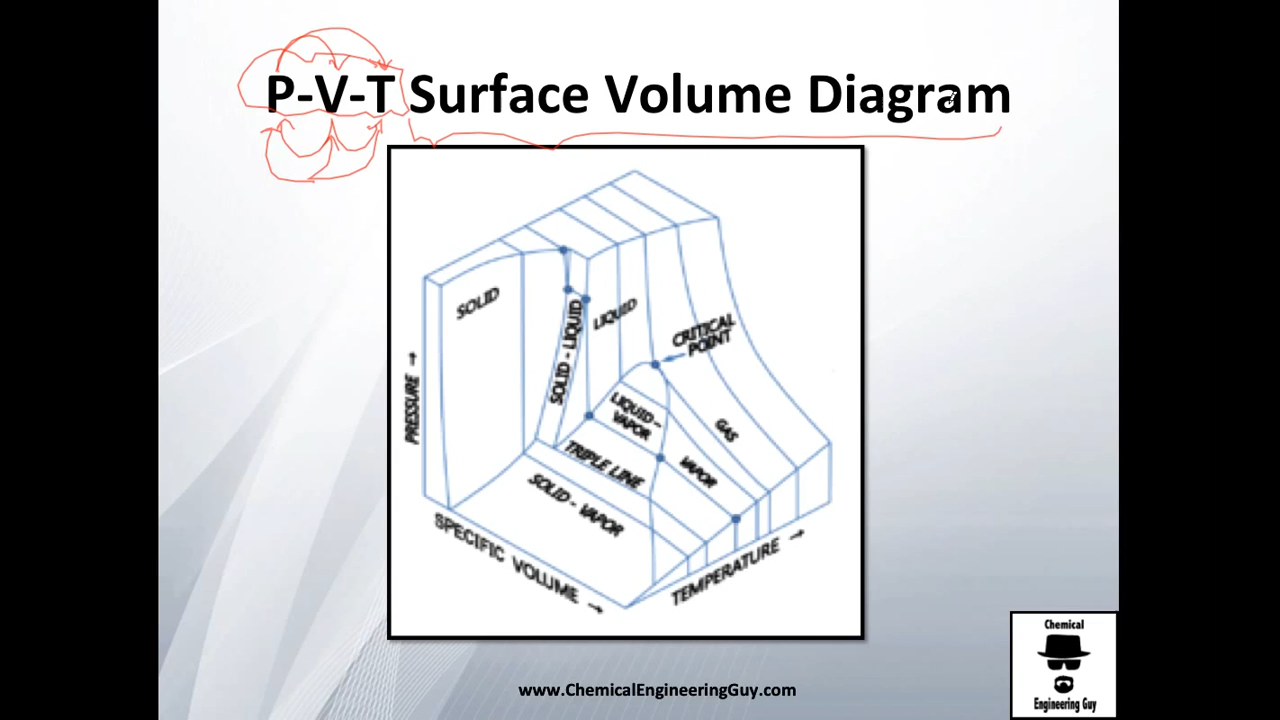 P-V-T Surface Volume Diagram
SOLID
SOLID - LIQUID
LIQUID
CRITICAL
POINT
PRESSURE →
LIQUID-
VAPOR
GAS
TRIPLE LINE
VAPOR
SOLID - VAPOR
SPECIFIC VOLUME →
TEMPERATURE →
www.ChemicalEngineeringGuy.com
Chemical
Engineering Guy